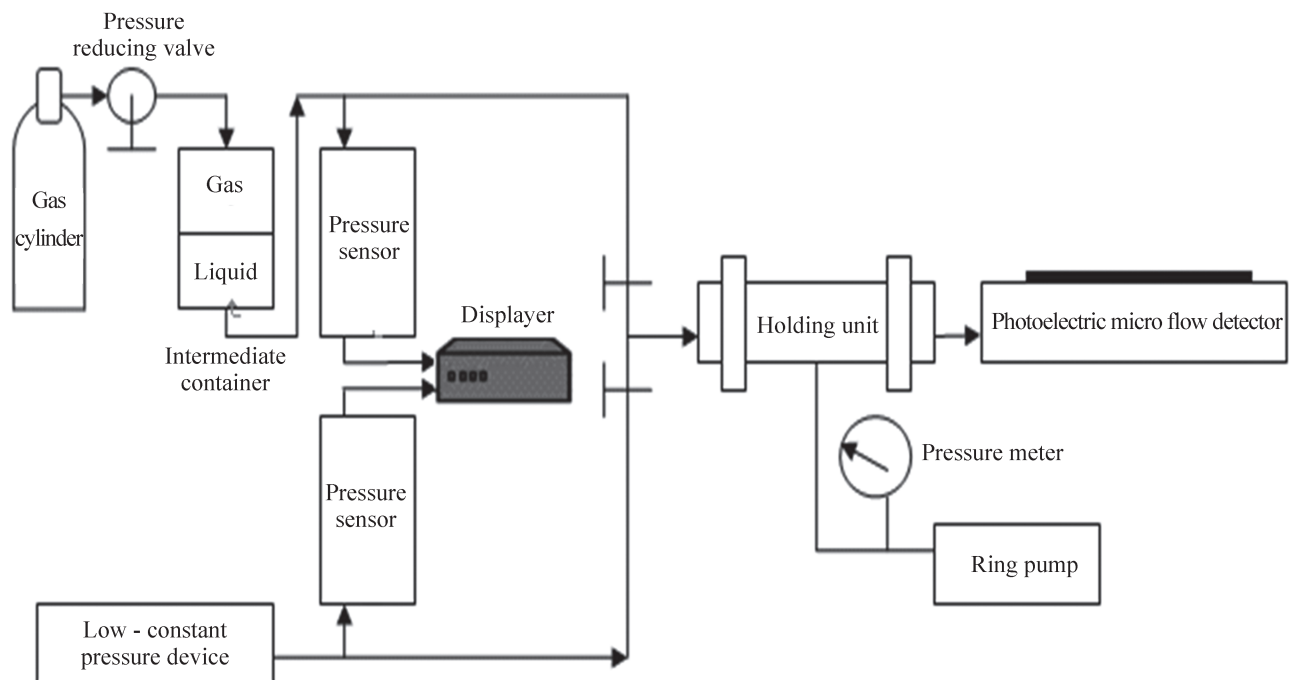 Pressure
reducing valve
Gas
cylinder
Gas
Liquid
Intermediate
container
Pressure
sensor
Displayer
Pressure
sensor
Low - constant
pressure device
Holding unit
Photoelectric micro flow detector
Pressure meter
Ring pump